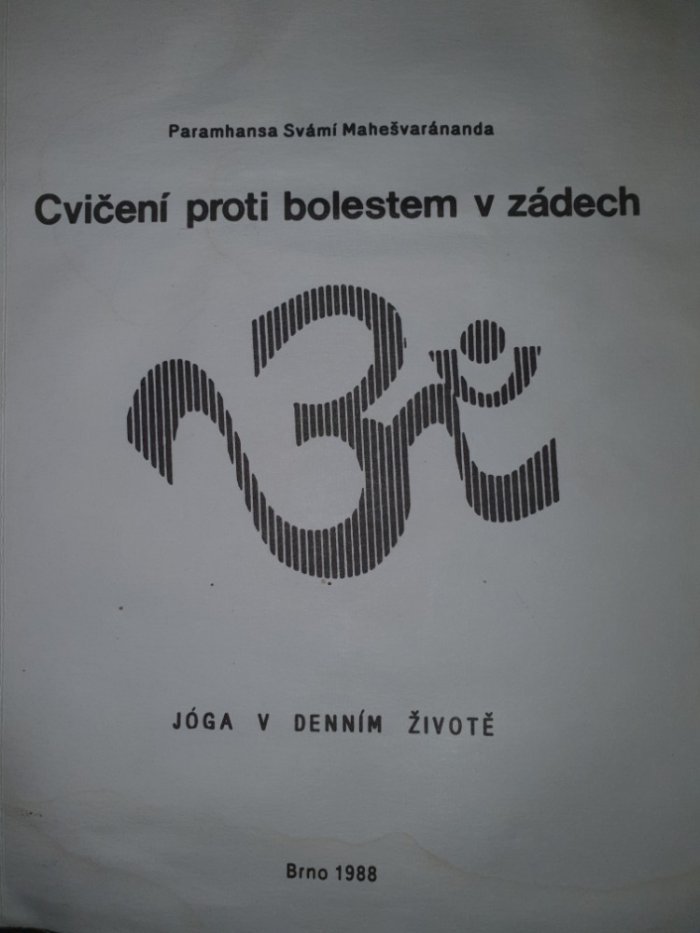 Paramhansa Svámí Mahešvaránanda
Cvičení proti bolestem v zádech
ॐ
JÓGA V DENNÍM ŽIVOTĚ
Brno 1988